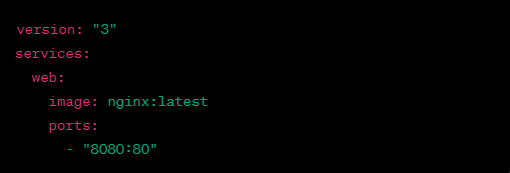 version: "3"
services:
  web:
    image: nginx:latest
    ports:
      - "8080:80"